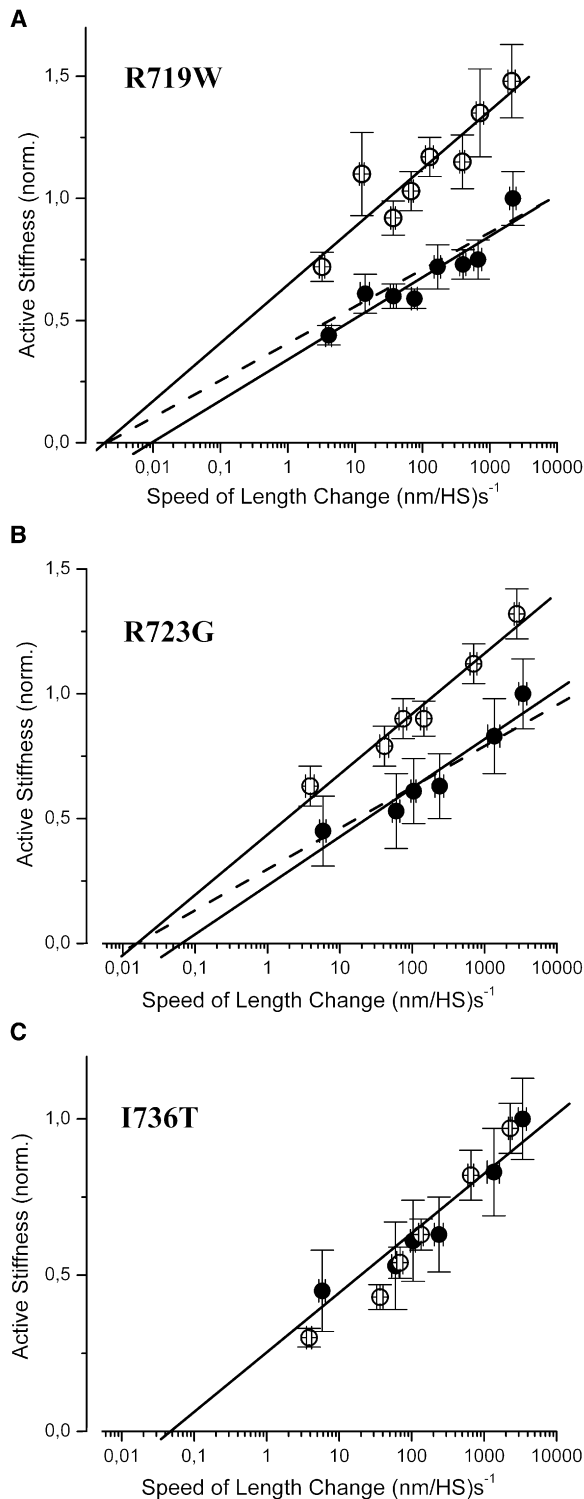 A
R719W
Active Stiffness (norm.)
1,5
1,0
0,5
0,0
0,01 0,1 1 10 100 1000 10000
Speed of Length Change (nm/HS)s⁻¹
B
R723G
Active Stiffness (norm.)
1,5
1,0
0,5
0,0
0,01 0,1 1 10 100 1000 10000
Speed of Length Change (nm/HS)s⁻¹
C
I736T
Active Stiffness (norm.)
1,0
0,5
0,0
0,01 0,1 1 10 100 1000 10000
Speed of Length Change (nm/HS)s⁻¹